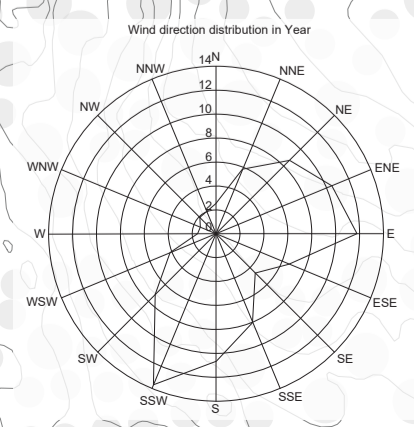 Wind direction distribution in Year
14 N
NNW NNE
12
NW 10 NE
8
WNW 6 ENE
4
2
0
W E
WSW ESE
SW SE
SSW SSE
S